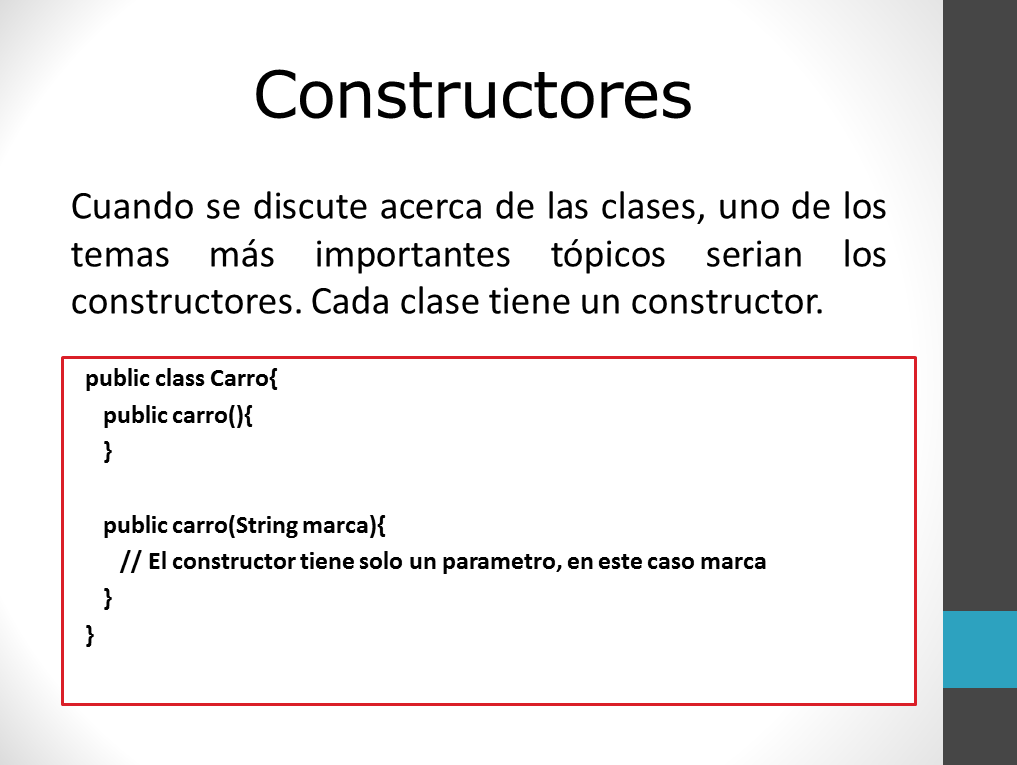 Constructores
Cuando se discute acerca de las clases, uno de los
temas más importantes tópicos serian los
constructores. Cada clase tiene un constructor.
public class Carro{
public carro(){
}
public carro(String marca){
// El constructor tiene solo un parametro, en este caso marca
}
}